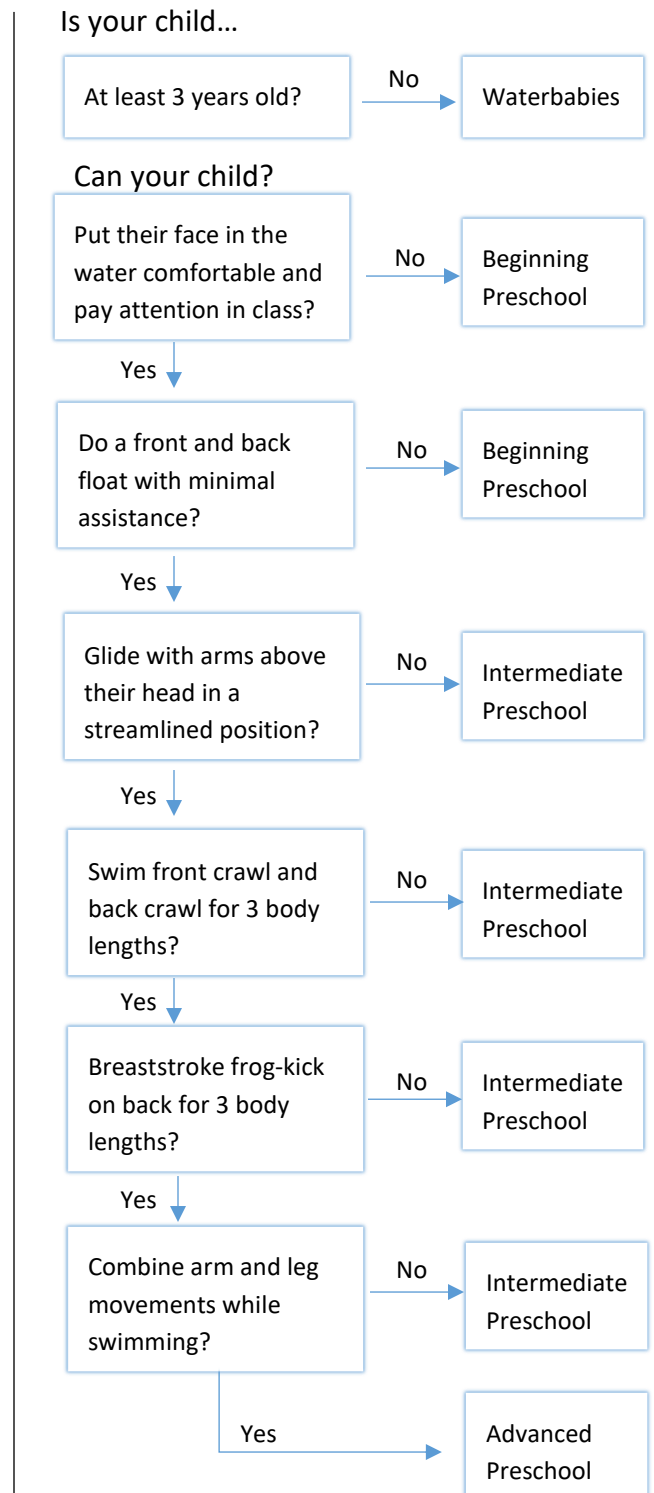 Is your child…
At least 3 years old?
No
Waterbabies
Can your child?
Put their face in the
water comfortable and
pay attention in class?
No
Beginning
Preschool
Yes
Do a front and back
float with minimal
assistance?
No
Beginning
Preschool
Yes
Glide with arms above
their head in a
streamlined position?
No
Intermediate
Preschool
Yes
Swim front crawl and
back crawl for 3 body
lengths?
No
Intermediate
Preschool
Yes
Breaststroke frog-kick
on back for 3 body
lengths?
No
Intermediate
Preschool
Yes
Combine arm and leg
movements while
swimming?
No
Intermediate
Preschool
Yes
Advanced
Preschool